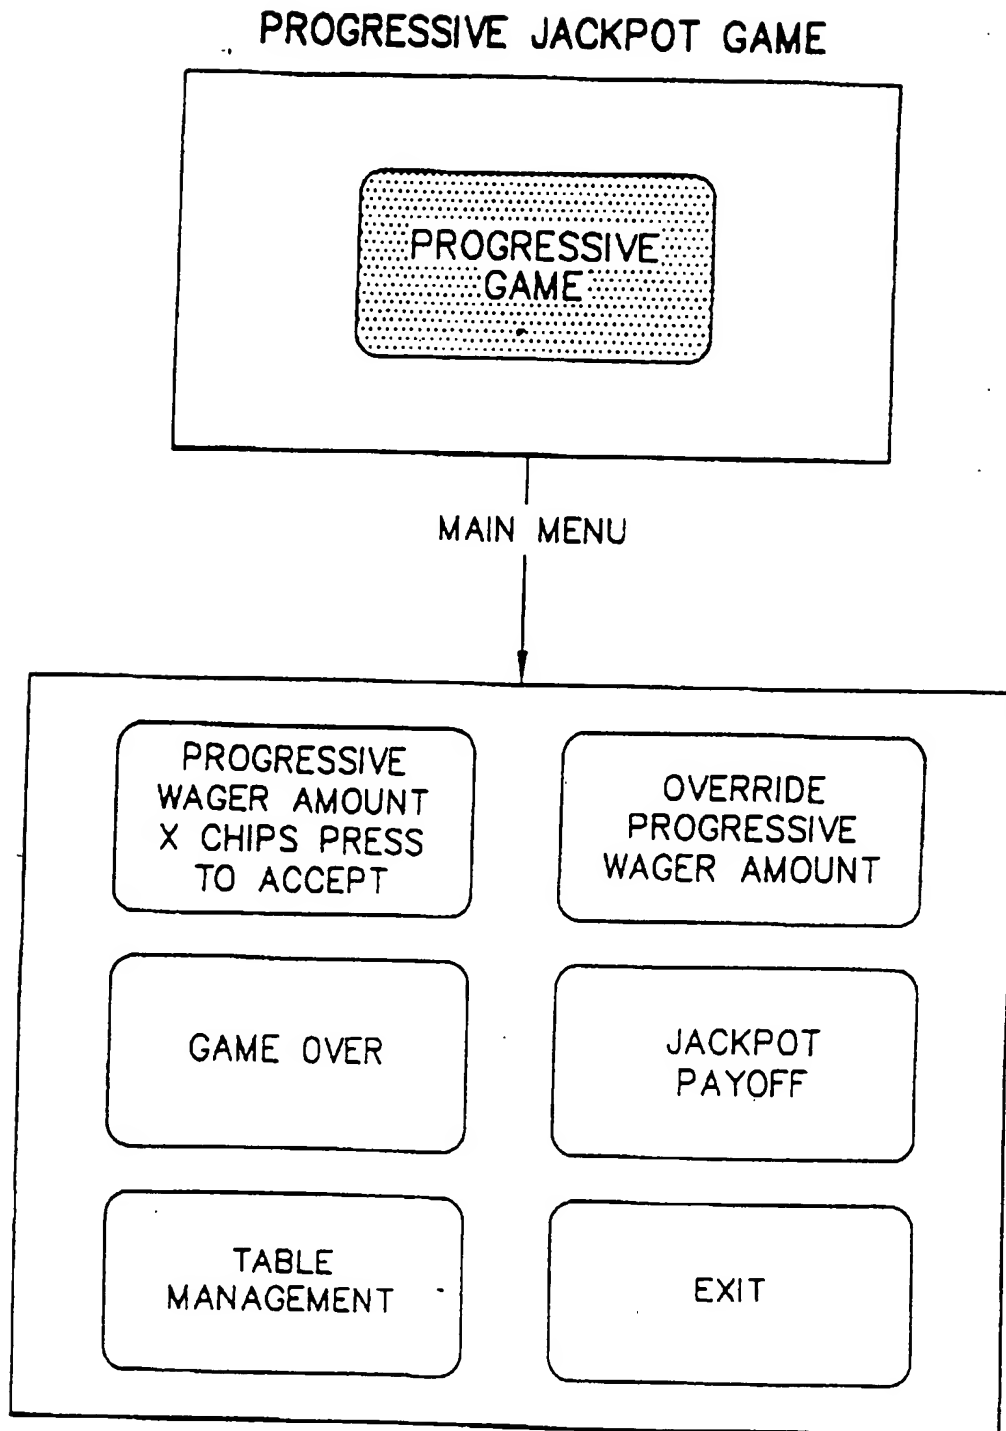 PROGRESSIVE JACKPOT GAME
PROGRESSIVE
GAME
MAIN MENU
PROGRESSIVE
WAGER AMOUNT
X CHIPS PRESS
TO ACCEPT
OVERRIDE
PROGRESSIVE
WAGER AMOUNT
GAME OVER
JACKPOT
PAYOFF
TABLE
MANAGEMENT
EXIT